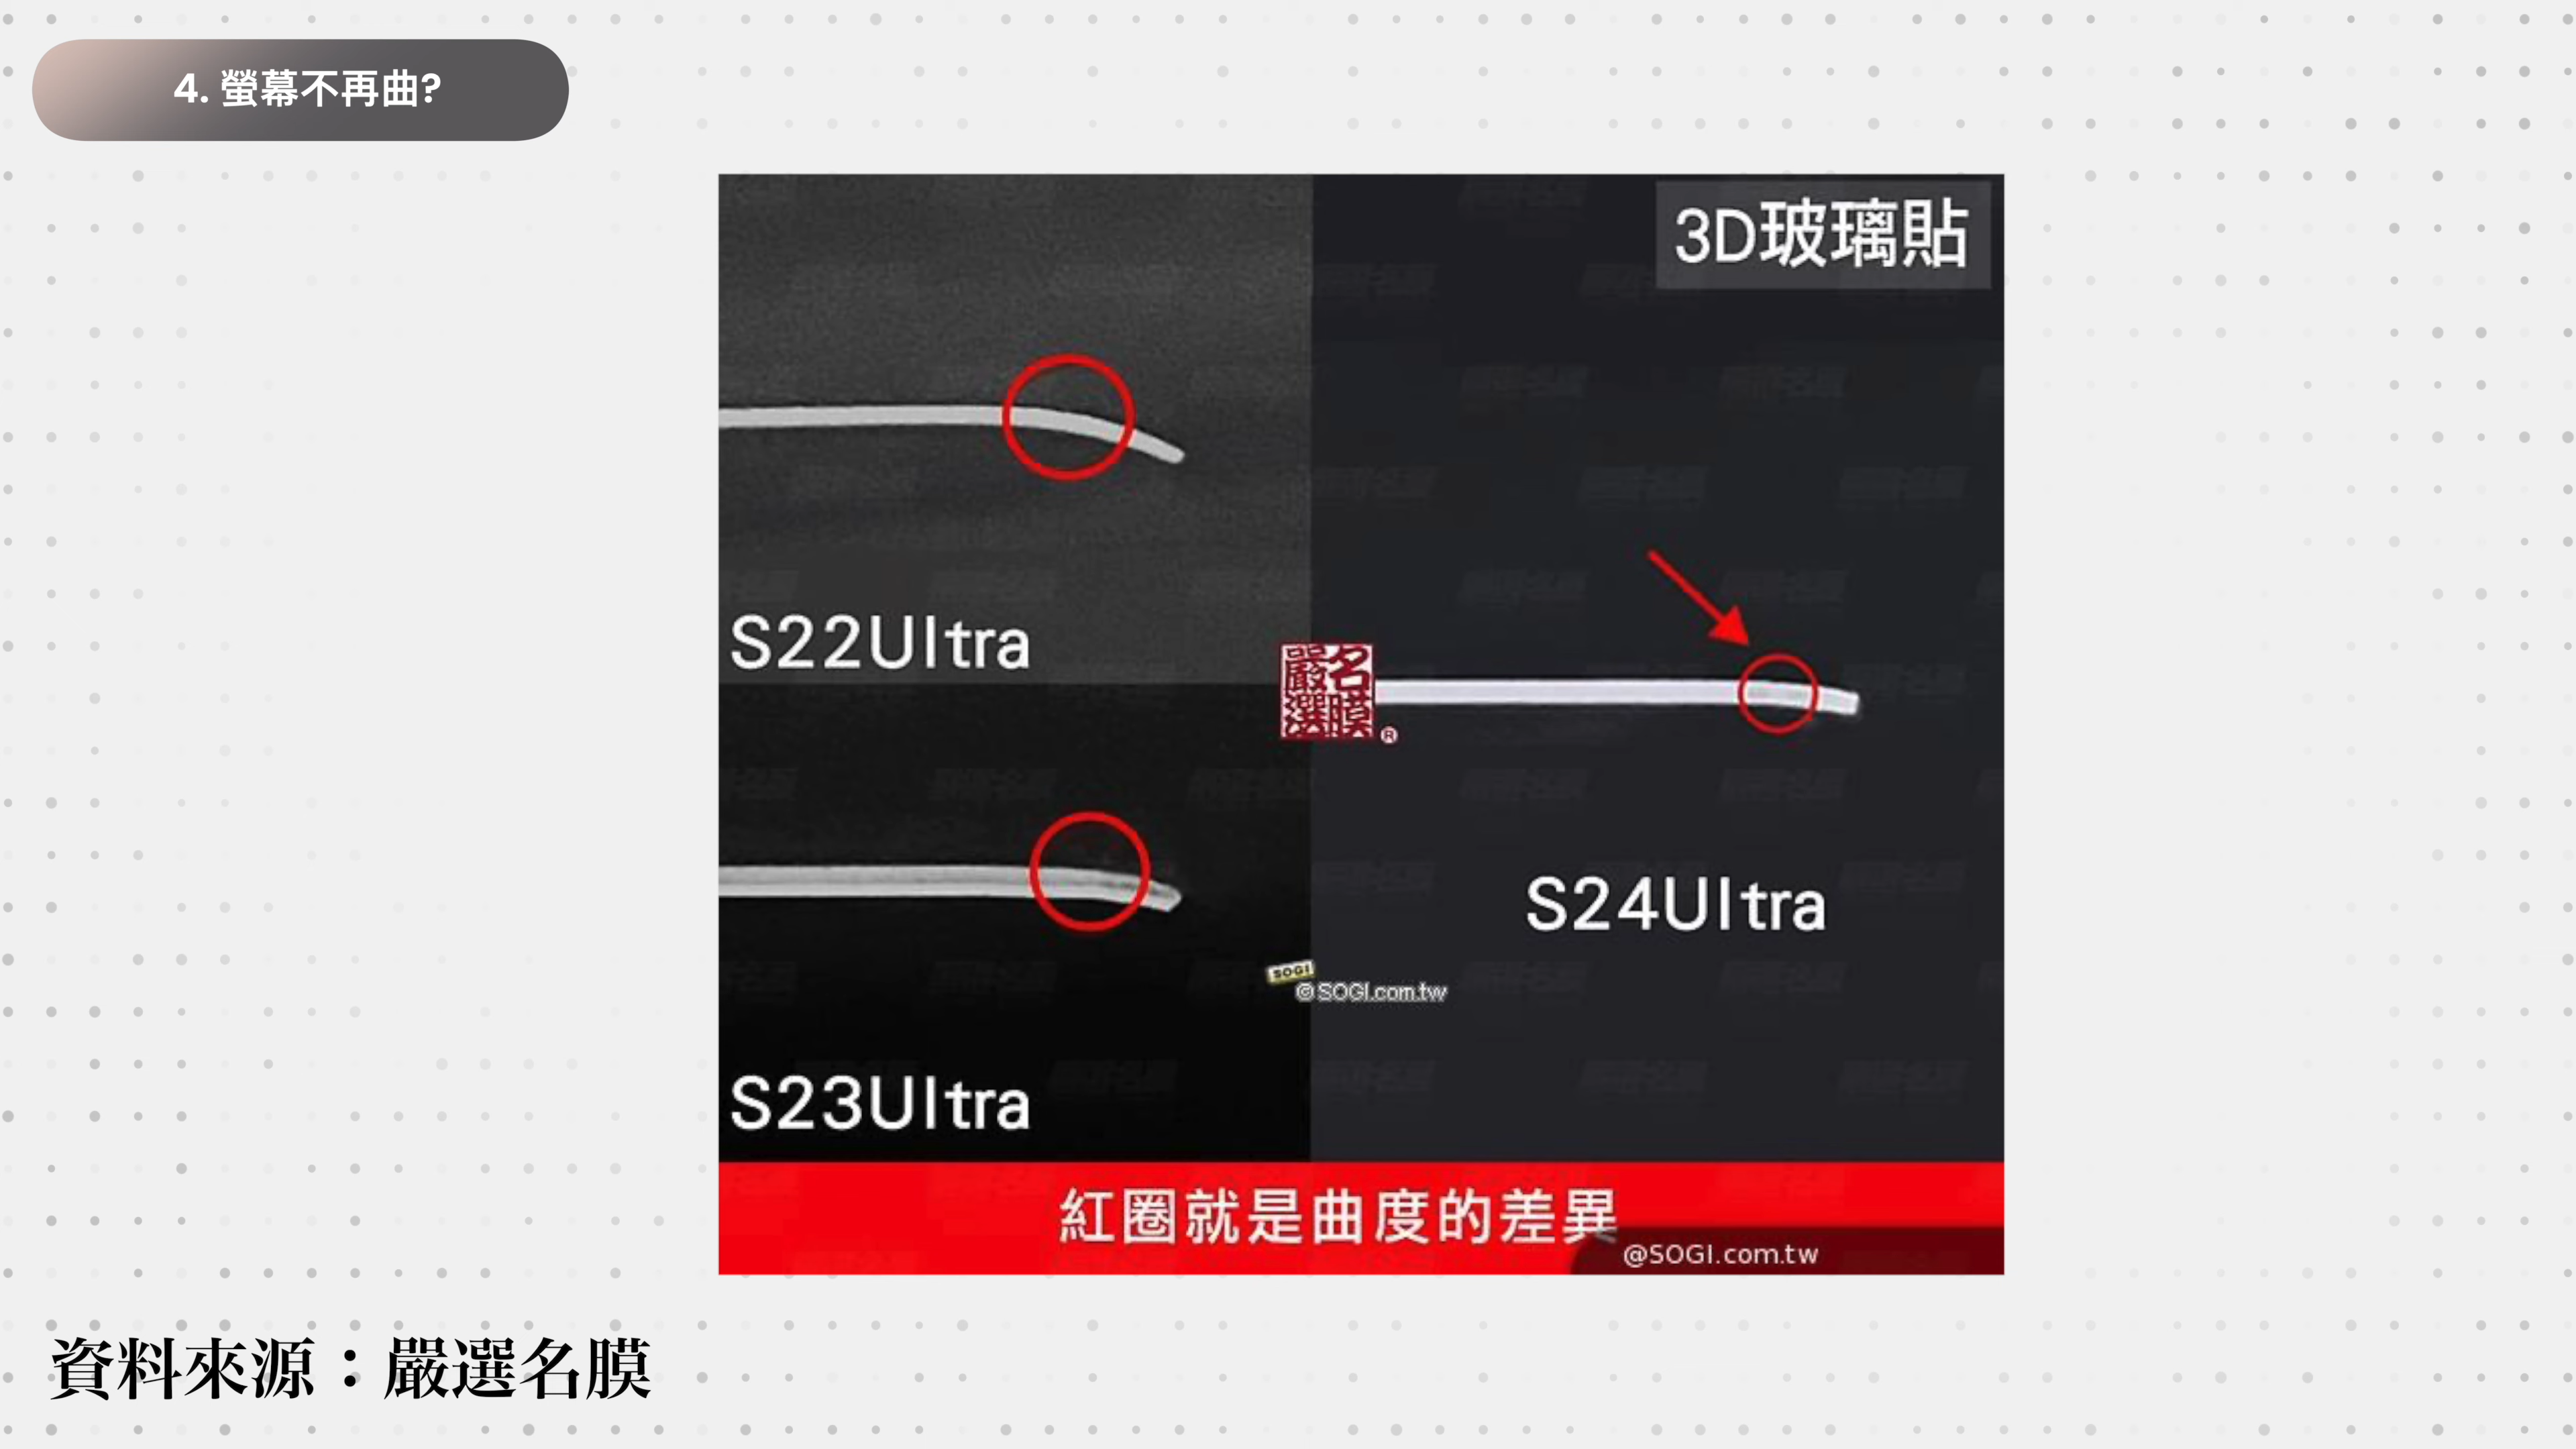 4. 螢幕不再曲?
3D玻璃貼
S22Ultra
嚴選名膜®
S24Ultra
SOGI
©SOGI.com.tw
S23Ultra
紅圈就是曲度的差異
@SOGI.com.tw
資料來源：嚴選名膜